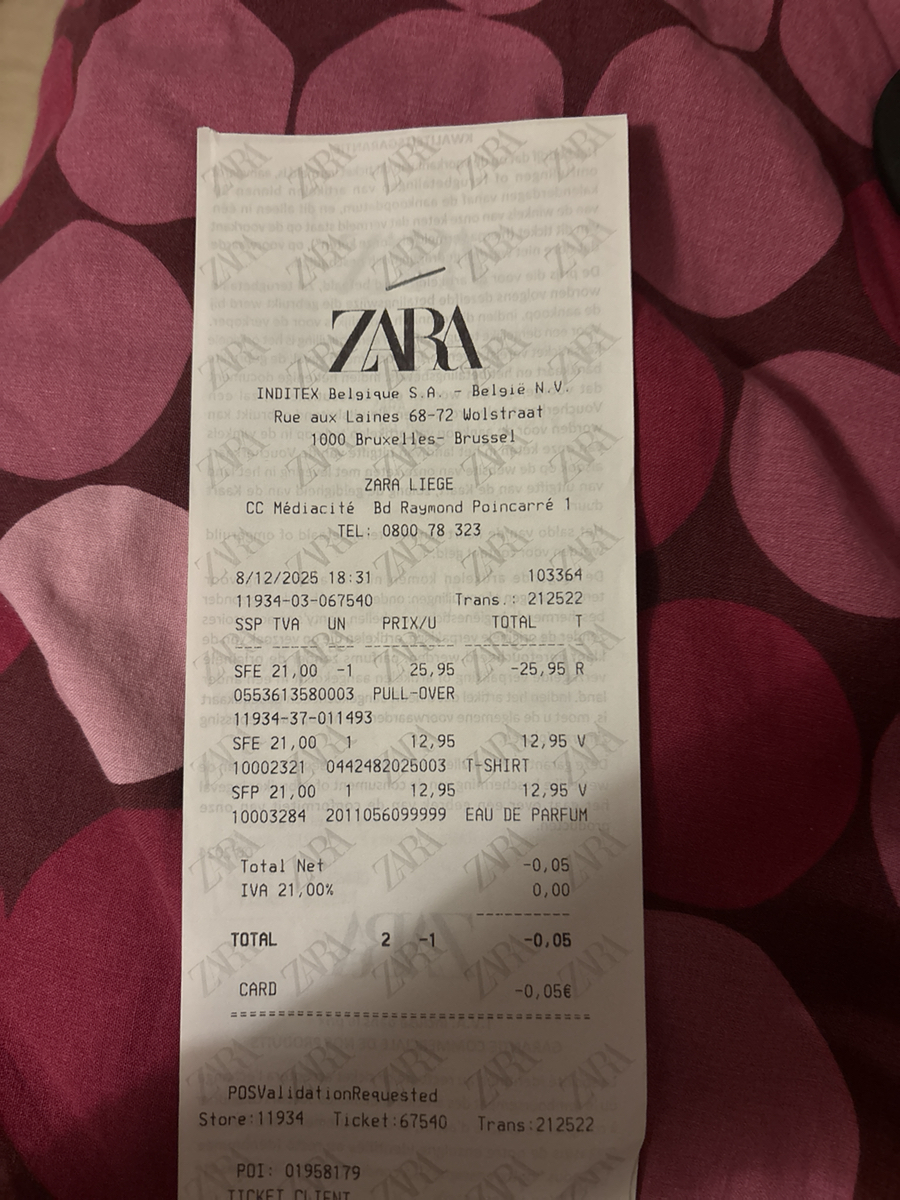 ZARA
INDITEX Belgique S.A. - België N.V.
Rue aux Laines 68-72 Wolstraat
1000 Bruxelles- Brussel
ZARA LIEGE
CC Médiacité Bd Raymond Poincarré 1
TEL: 0800 78 323
8/12/2025 18:31 103364
11934-03-067540 Trans.: 212522
SSP TVA UN PRIX/U TOTAL T
SFE 21,00 -1 25,95 -25,95 R
0553613580003 PULL-OVER
11934-37-011493
SFE 21,00 1 12,95 12,95 V
10002321 0442482025003 T-SHIRT
SFP 21,00 1 12,95 12,95 V
10003284 2011056099999 EAU DE PARFUM
Total Net -0,05
IVA 21,00% 0,00
TOTAL 2 -1 -0,05
CARD -0,05€
POSValidationRequested
Store:11934 Ticket:67540 Trans:212522
POI: 01958179
TICKET CLIENT